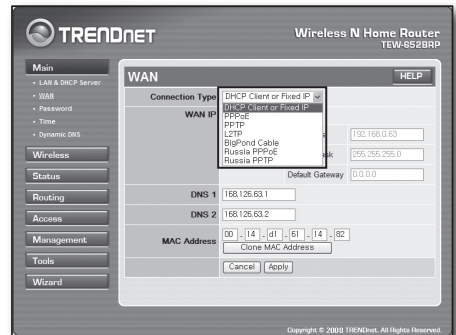 TRENDNET
Wireless N Home Router
TEW-652BRP
Main
• LAN & DHCP Server
• WAN
• Password
• Time
• Dynamic DNS
Wireless
Status
Routing
Access
Management
Tools
Wizard
WAN
HELP
Connection Type
DHCP Client or Fixed IP
DHCP Client or Fixed IP
PPPoE
PPTP
L2TP
BigPond Cable
Russia PPPoE
Russia PPTP
WAN IP
192.168.0.63
255.255.255.0
Default Gateway 0.0.0.0
DNS 1 168.126.63.1
DNS 2 168.126.63.2
MAC Address 00 - 14 - d1 - 61 - 14 - 82
Clone MAC Address
Cancel Apply
Copyright © 2008 TRENDnet. All Rights Reserved.